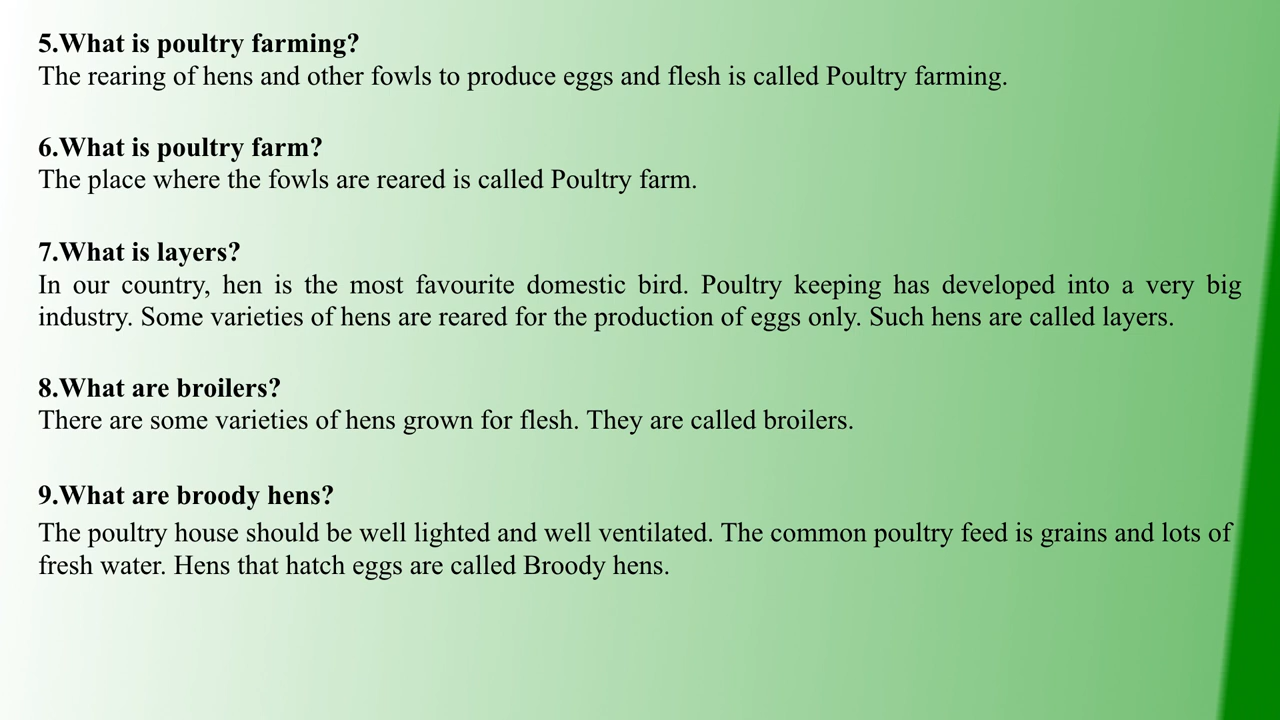 5.What is poultry farming?
The rearing of hens and other fowls to produce eggs and flesh is called Poultry farming.
6.What is poultry farm?
The place where the fowls are reared is called Poultry farm.
7.What is layers?
In our country, hen is the most favourite domestic bird. Poultry keeping has developed into a very big
industry. Some varieties of hens are reared for the production of eggs only. Such hens are called layers.
8.What are broilers?
There are some varieties of hens grown for flesh. They are called broilers.
9.What are broody hens?
The poultry house should be well lighted and well ventilated. The common poultry feed is grains and lots of
fresh water. Hens that hatch eggs are called Broody hens.